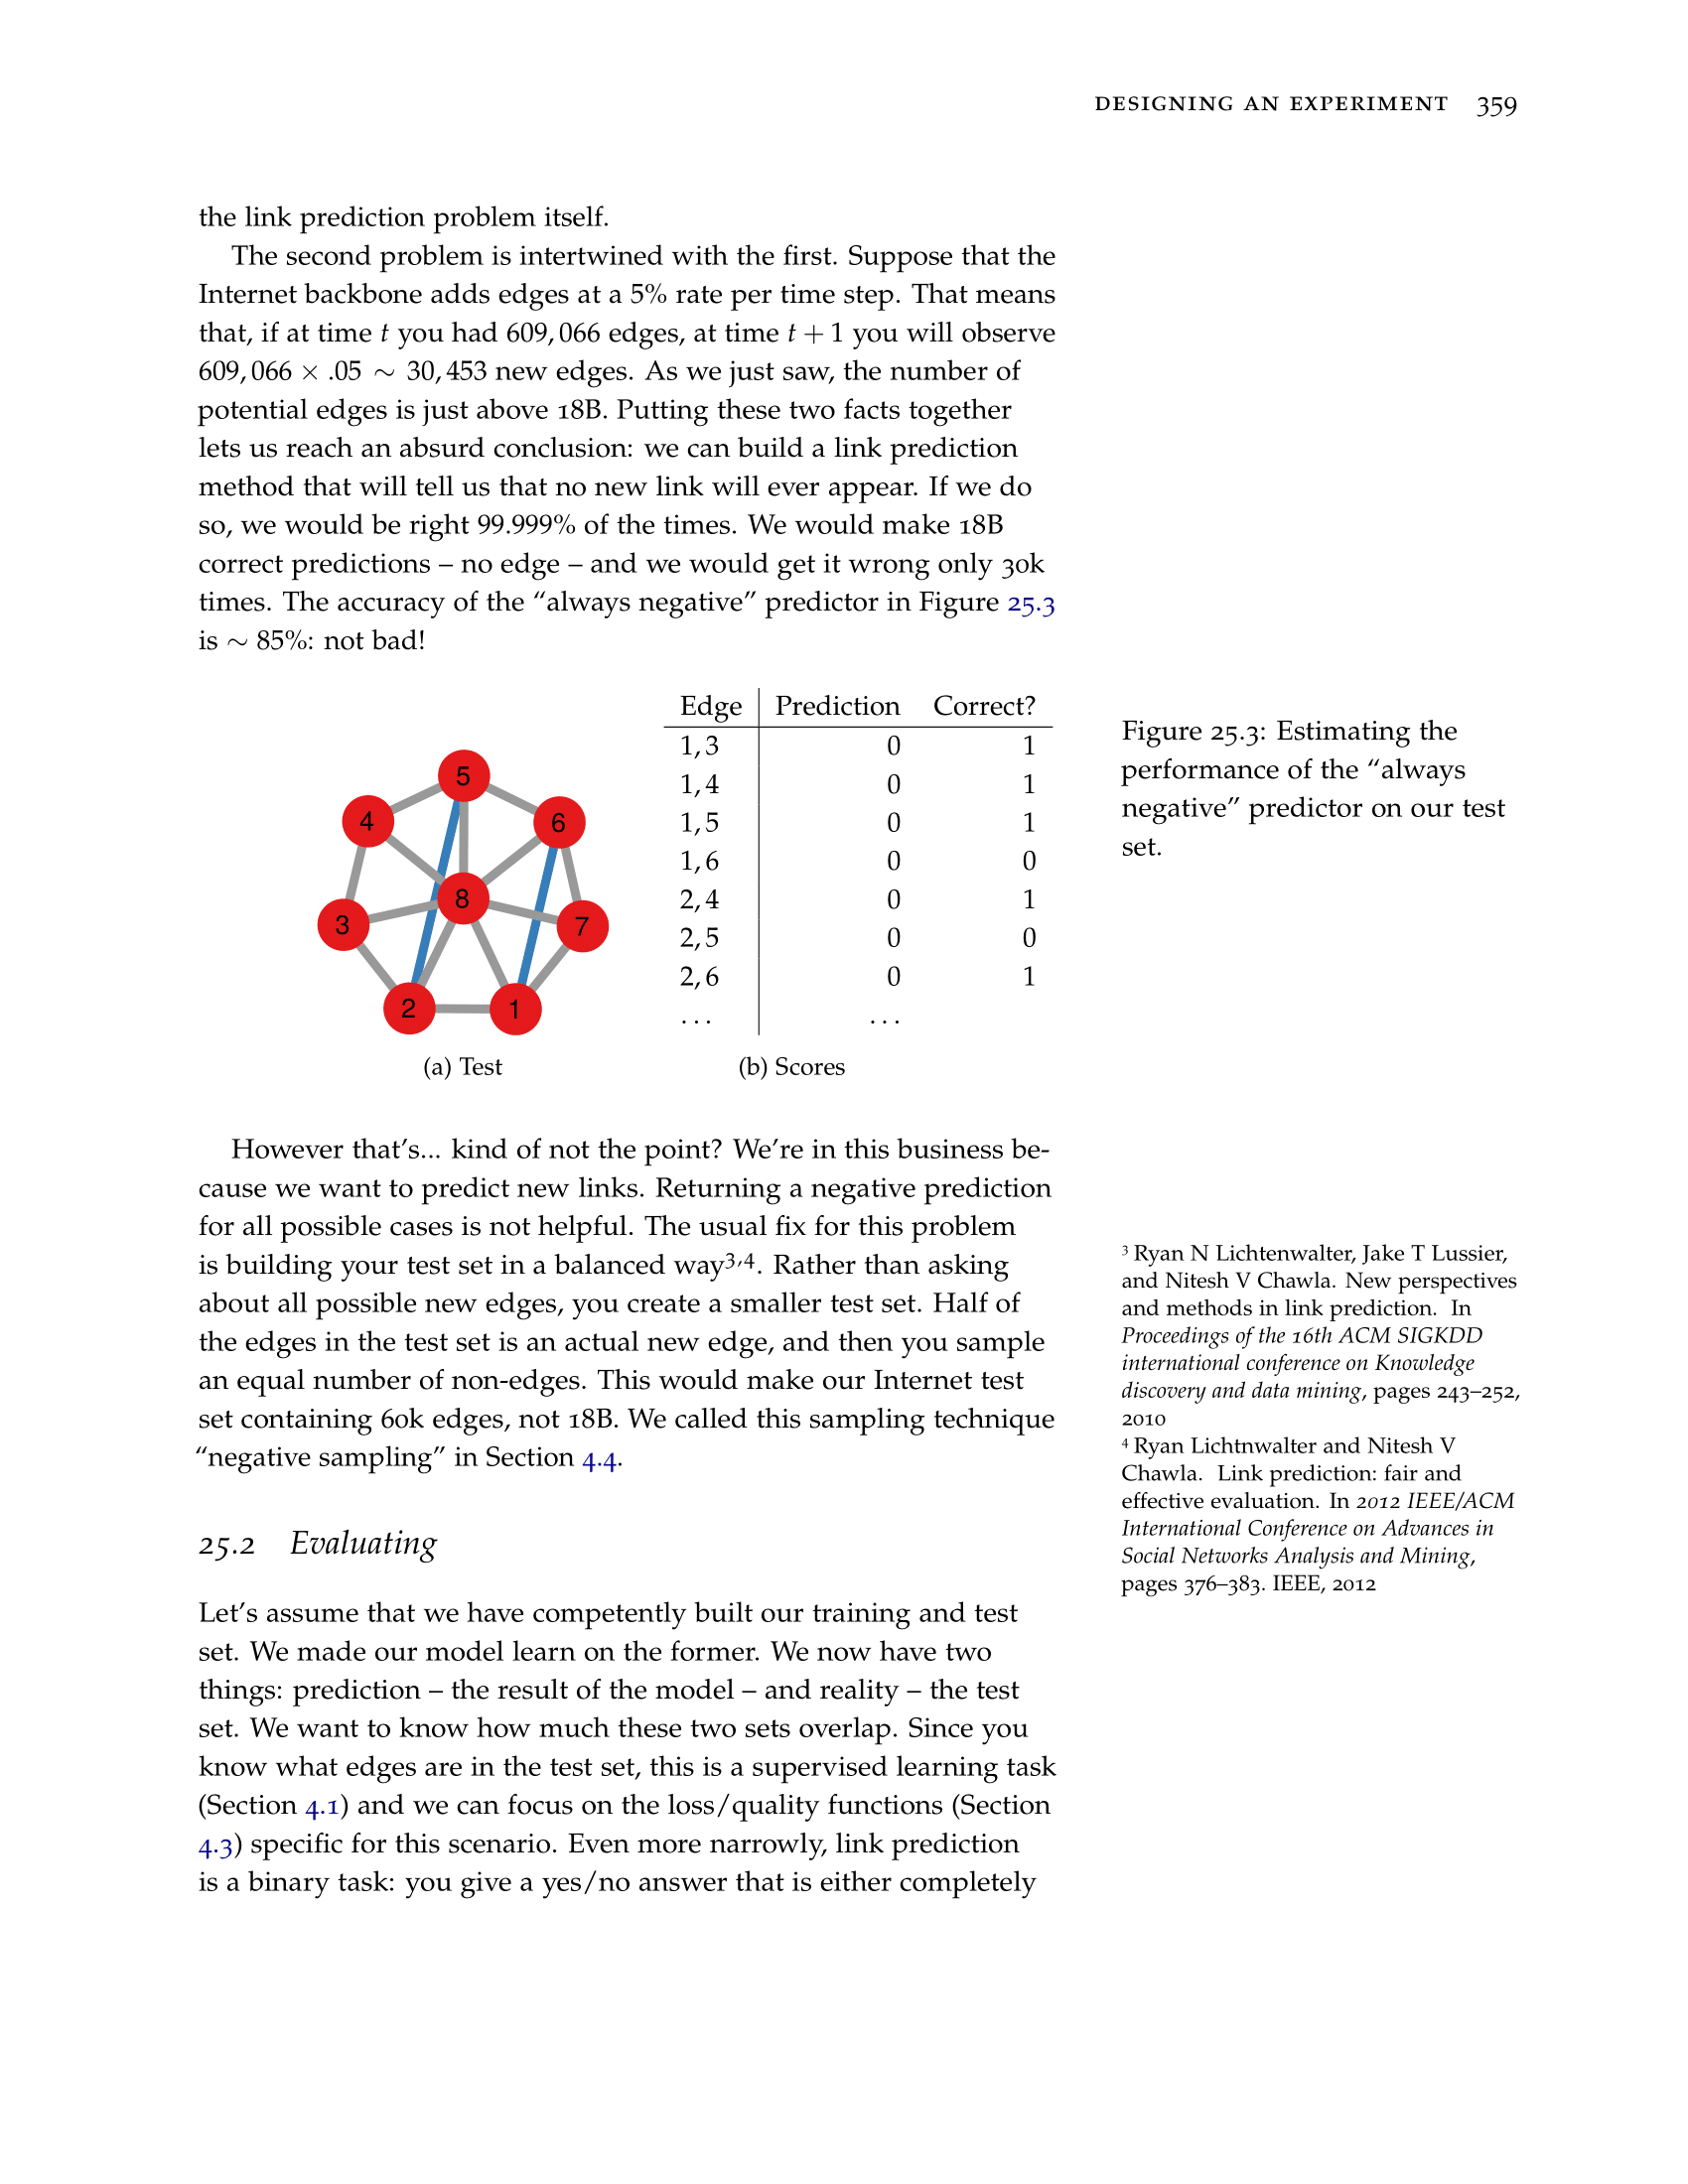 DESIGNING AN EXPERIMENT 359
the link prediction problem itself.
The second problem is intertwined with the first. Suppose that the
Internet backbone adds edges at a 5% rate per time step. That means
that, if at time t you had 609, 066 edges, at time t + 1 you will observe
609, 066 × .05 ∼ 30, 453 new edges. As we just saw, the number of
potential edges is just above 18B. Putting these two facts together
lets us reach an absurd conclusion: we can build a link prediction
method that will tell us that no new link will ever appear. If we do
so, we would be right 99.999% of the times. We would make 18B
correct predictions – no edge – and we would get it wrong only 30k
times. The accuracy of the “always negative” predictor in Figure 25.3
is ∼ 85%: not bad!
5
4
6
8
3
7
2
1
(a) Test
Edge Prediction Correct?
1, 3 0 1
1, 4 0 1
1, 5 0 1
1, 6 0 0
2, 4 0 1
2, 5 0 0
2, 6 0 1
. . . . . .
(b) Scores
Figure 25.3: Estimating the
performance of the “always
negative” predictor on our test
set.
However that’s... kind of not the point? We’re in this business be-
cause we want to predict new links. Returning a negative prediction
for all possible cases is not helpful. The usual fix for this problem
is building your test set in a balanced way3,4. Rather than asking
about all possible new edges, you create a smaller test set. Half of
the edges in the test set is an actual new edge, and then you sample
an equal number of non-edges. This would make our Internet test
set containing 60k edges, not 18B. We called this sampling technique
“negative sampling” in Section 4.4.
3 Ryan N Lichtenwalter, Jake T Lussier,
and Nitesh V Chawla. New perspectives
and methods in link prediction. In
Proceedings of the 16th ACM SIGKDD
international conference on Knowledge
discovery and data mining, pages 243–252,
2010
4 Ryan Lichtnwalter and Nitesh V
Chawla. Link prediction: fair and
effective evaluation. In 2012 IEEE/ACM
International Conference on Advances in
Social Networks Analysis and Mining,
pages 376–383. IEEE, 2012
25.2 Evaluating
Let’s assume that we have competently built our training and test
set. We made our model learn on the former. We now have two
things: prediction – the result of the model – and reality – the test
set. We want to know how much these two sets overlap. Since you
know what edges are in the test set, this is a supervised learning task
(Section 4.1) and we can focus on the loss/quality functions (Section
4.3) specific for this scenario. Even more narrowly, link prediction
is a binary task: you give a yes/no answer that is either completely